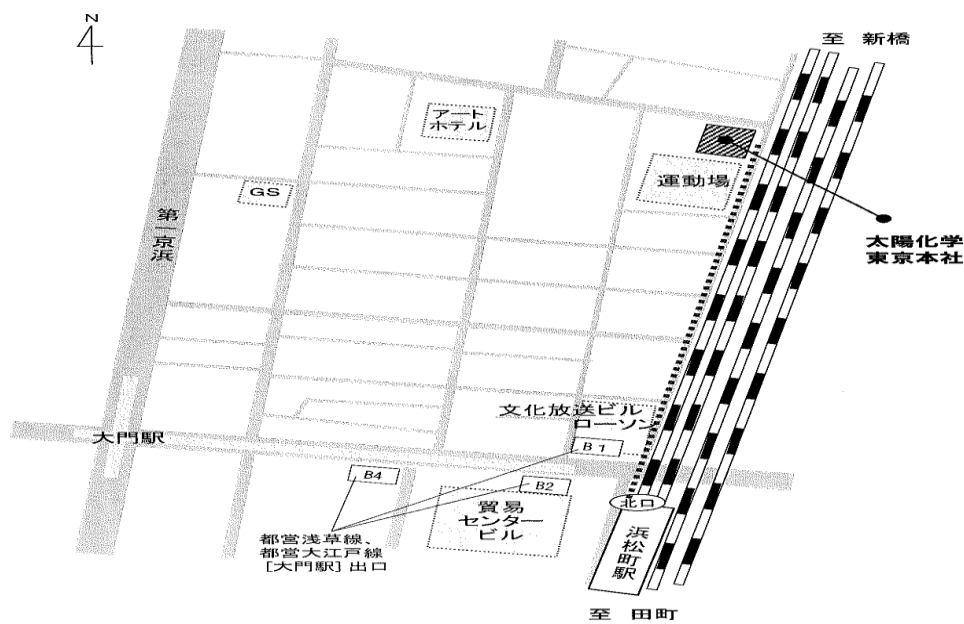 N
至 新橋
アート
ホテル
GS
運動場
第一京浜
太陽化学
東京本社
文化放送ビル
ローソン
大門駅
B1
B4
B2
北口
貿易
センター
ビル
浜松町駅
都営浅草線、
都営大江戸線
[大門駅] 出口
至 田町